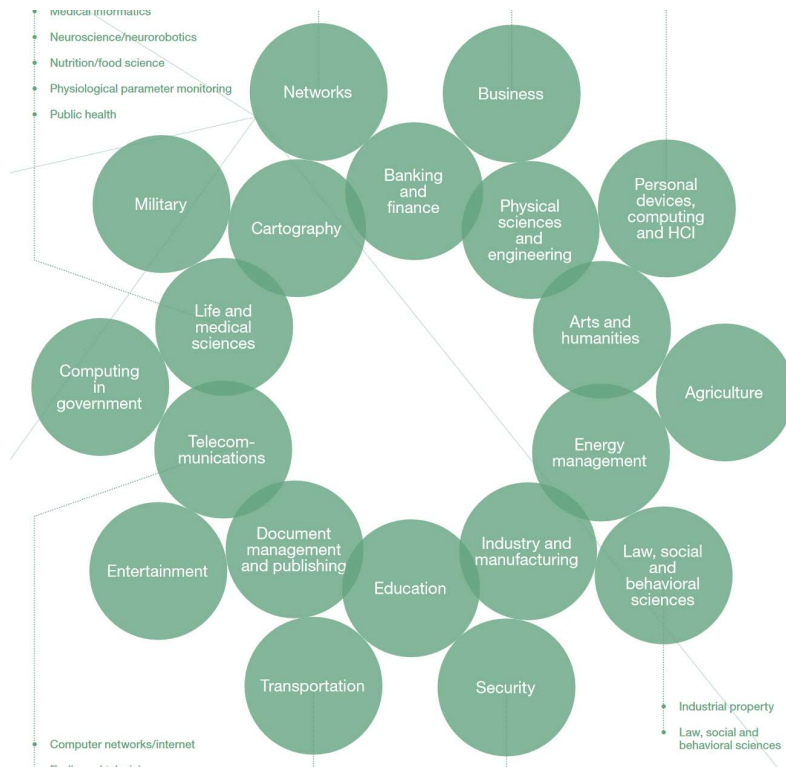 Medical informatics
Neuroscience/neurorobotics
Nutrition/food science
Physiological parameter monitoring
Public health
Networks
Business
Military
Cartography
Banking
and
finance
Physical
sciences
and
engineering
Personal
devices,
computing
and HCI
Life and
medical
sciences
Arts and
humanities
Computing
in
government
Agriculture
Telecom-
munications
Energy
management
Entertainment
Document
management
and publishing
Education
Industry and
manufacturing
Law, social
and
behavioral
sciences
Transportation
Security
Industrial property
Law, social and
behavioral sciences
Computer networks/internet